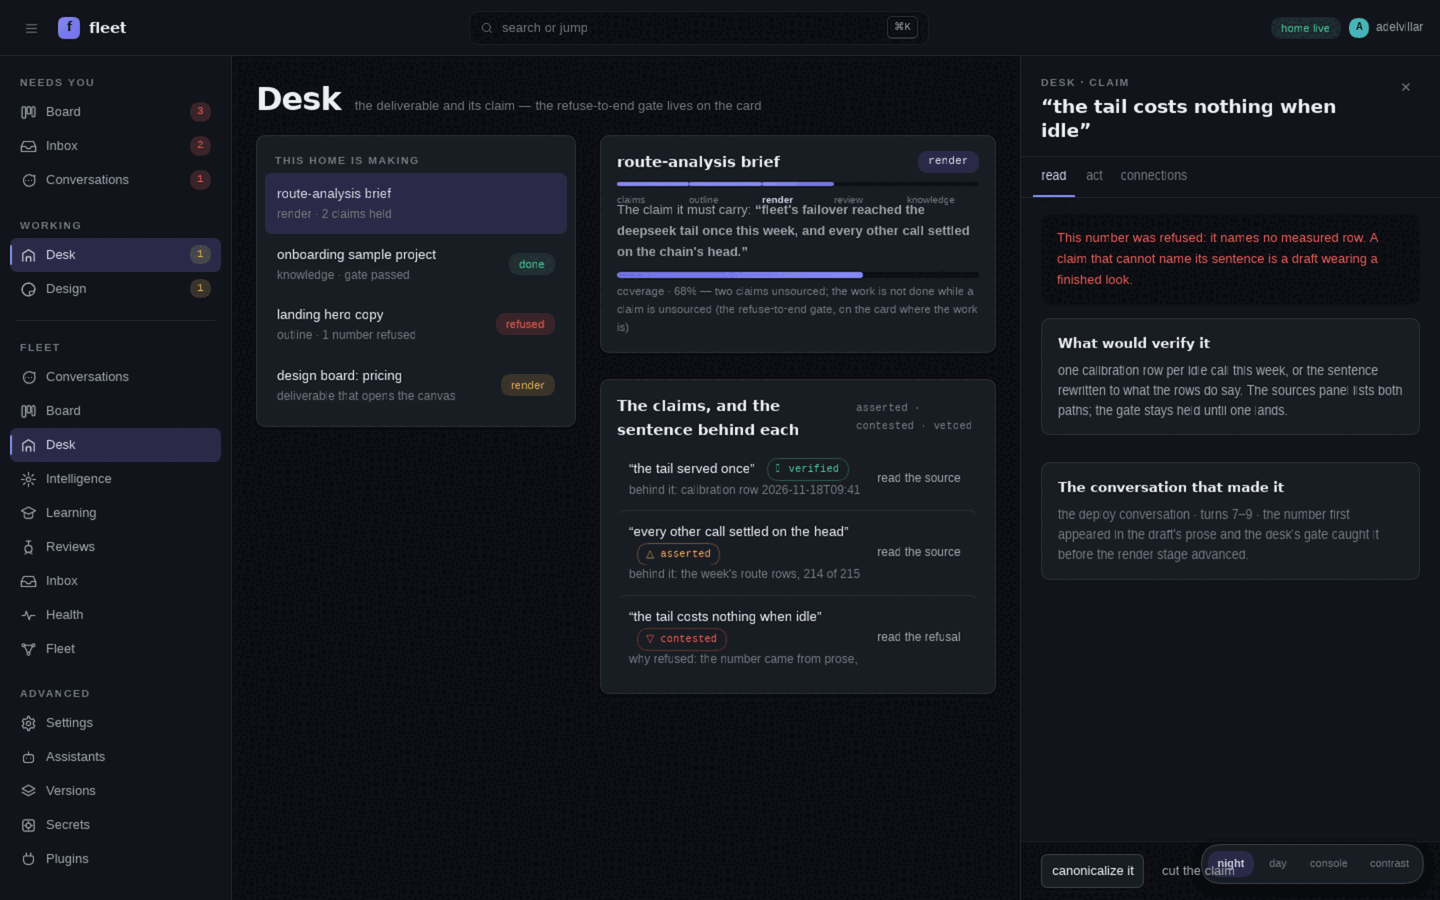 f fleet
search or jump
⌘K
home live
A adelvillar
NEEDS YOU
Board 3
Inbox 2
Conversations 1
WORKING
Desk 1
Design 1
FLEET
Conversations
Board
Desk
Intelligence
Learning
Reviews
Inbox
Health
Fleet
ADVANCED
Settings
Assistants
Versions
Secrets
Plugins
Desk the deliverable and its claim — the refuse-to-end gate lives on the card
THIS HOME IS MAKING
route-analysis brief
render · 2 claims held
onboarding sample project
knowledge · gate passed
done
landing hero copy
outline · 1 number refused
refused
design board: pricing
deliverable that opens the canvas
render
route-analysis brief
render
claims outline render review knowledge
The claim it must carry: “fleet's failover reached the
deepseek tail once this week, and every other call settled
on the chain's head.”
coverage · 68% — two claims unsourced; the work is not done while a
claim is unsourced (the refuse-to-end gate, on the card where the work
is)
The claims, and the
sentence behind each
asserted ·
contested · vetoed
“the tail served once” verified
behind it: calibration row 2026-11-18T09:41
read the source
“every other call settled on the head”
△ asserted
behind it: the week's route rows, 214 of 215
read the source
“the tail costs nothing when idle”
▽ contested
why refused: the number came from prose,
read the refusal
DESK · CLAIM
“the tail costs nothing when
idle”
×
read act connections
This number was refused: it names no measured row. A
claim that cannot name its sentence is a draft wearing a
finished look.
What would verify it
one calibration row per idle call this week, or the sentence
rewritten to what the rows do say. The sources panel lists both
paths; the gate stays held until one lands.
The conversation that made it
the deploy conversation · turns 7–9 · the number first
appeared in the draft's prose and the desk's gate caught it
before the render stage advanced.
canonicalize it
cut the claim
night day console contrast